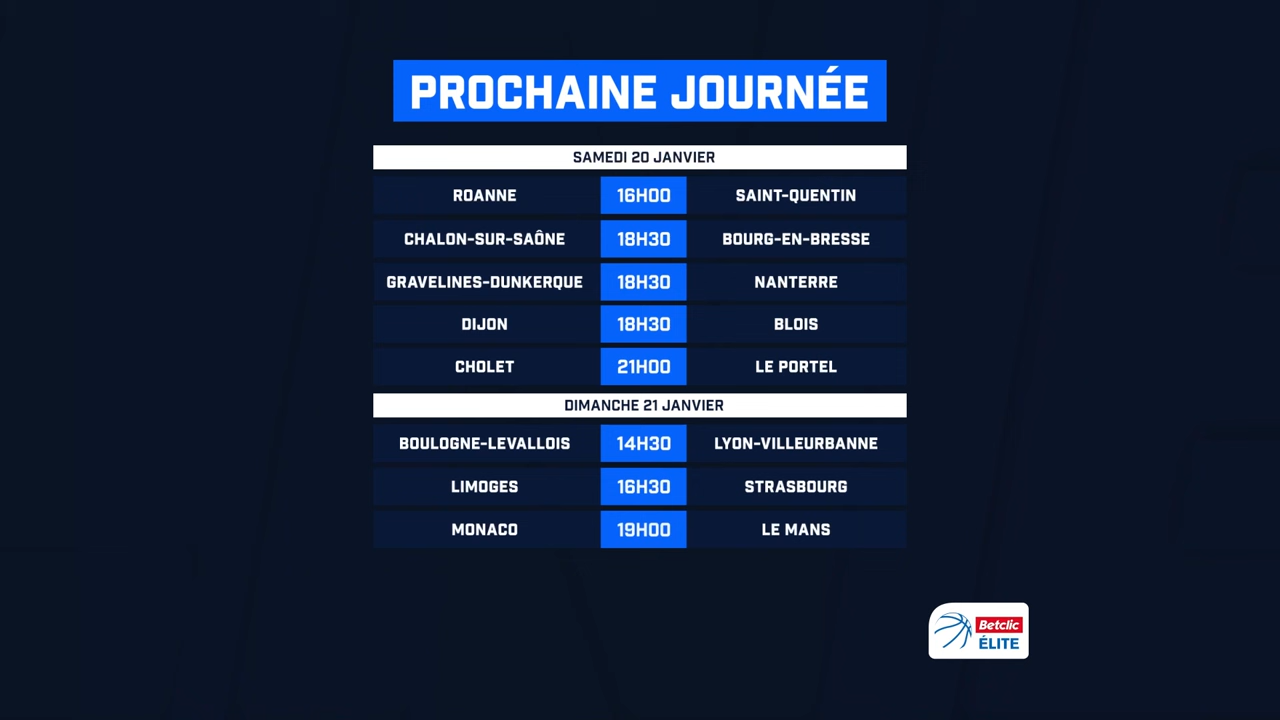 PROCHAINE JOURNÉE
SAMEDI 20 JANVIER
ROANNE 16H00 SAINT-QUENTIN
CHALON-SUR-SAÔNE 18H30 BOURG-EN-BRESSE
GRAVELINES-DUNKERQUE 18H30 NANTERRE
DIJON 18H30 BLOIS
CHOLET 21H00 LE PORTEL
DIMANCHE 21 JANVIER
BOULOGNE-LEVALLOIS 14H30 LYON-VILLEURBANNE
LIMOGES 16H30 STRASBOURG
MONACO 19H00 LE MANS
Betclic
ÉLITE